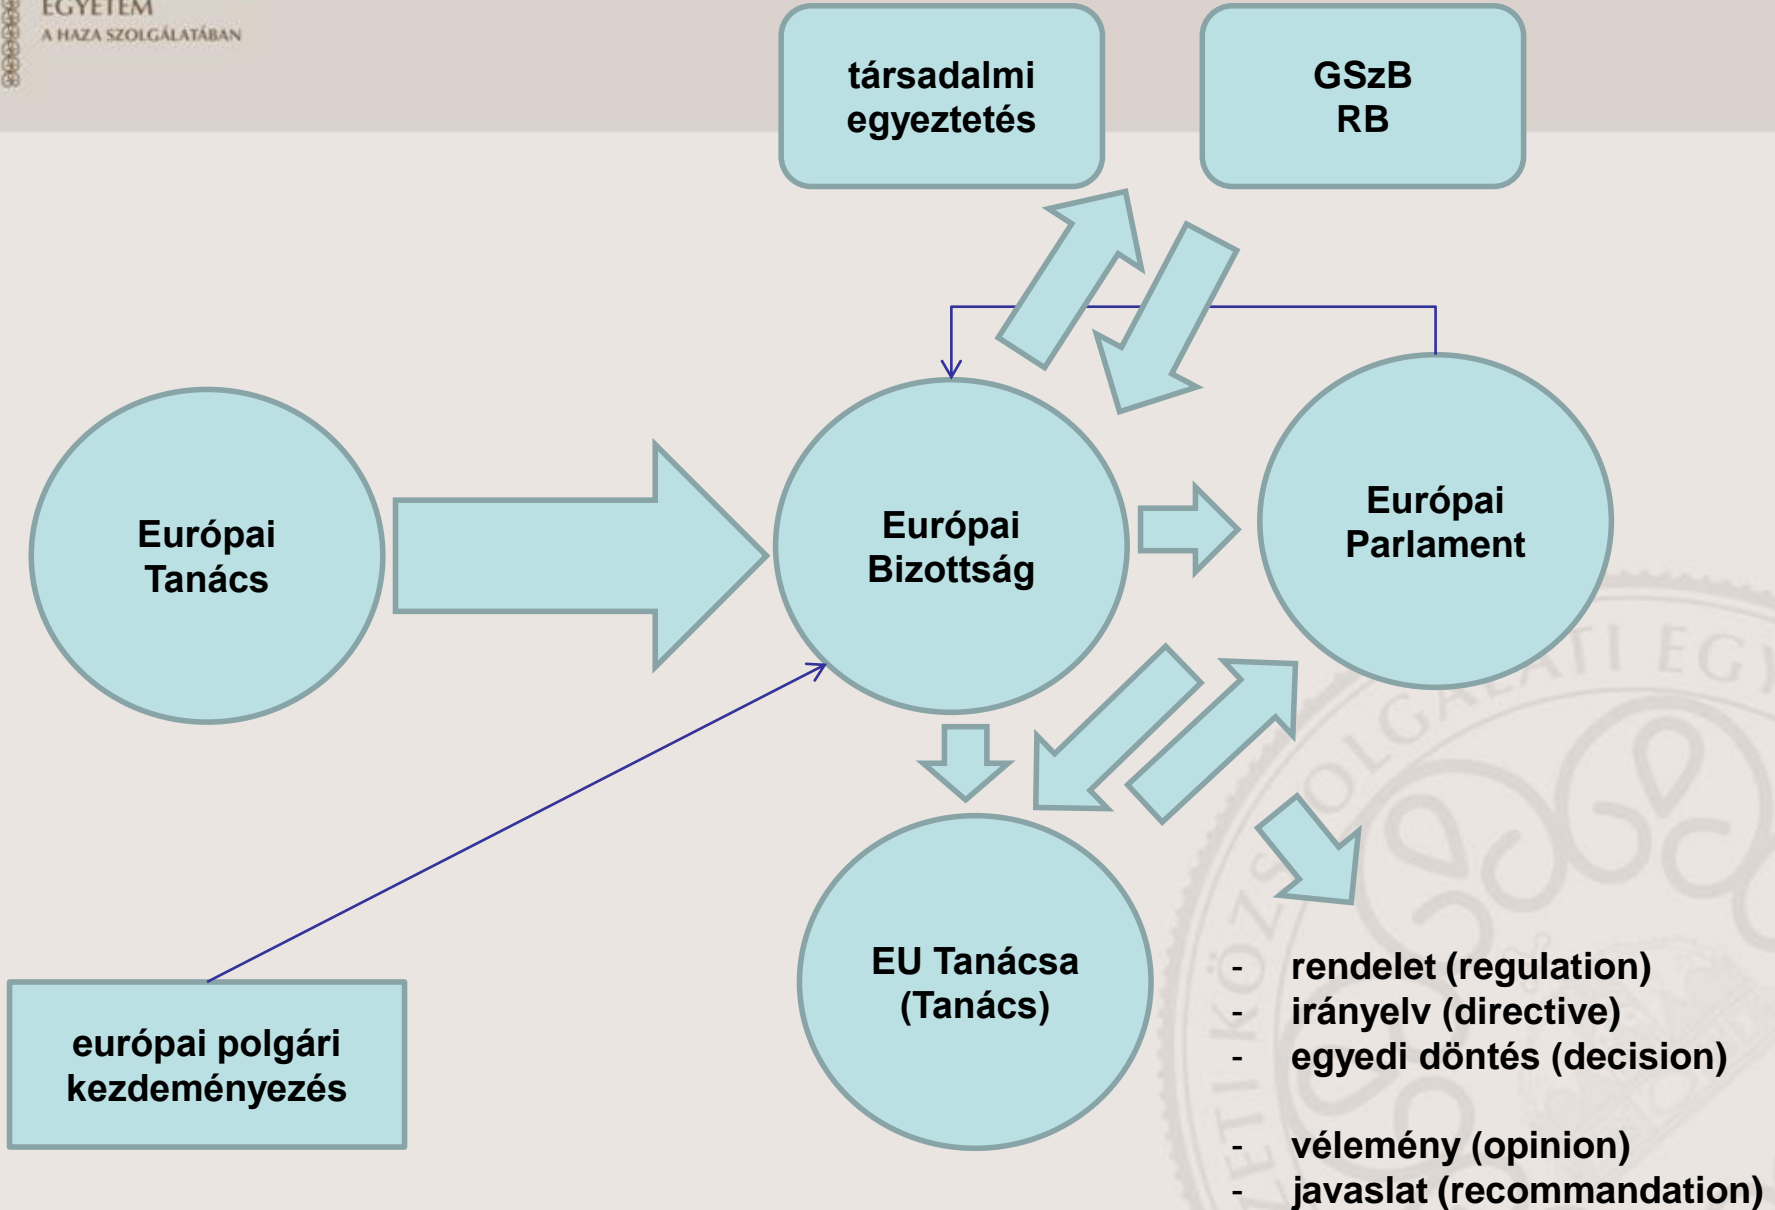 EGYETEM
A HAZA SZOLGÁLATÁBAN
társadalmi
egyeztetés
GSzB
RB
Európai
Tanács
Európai
Bizottság
Európai
Parlament
EU Tanácsa
(Tanács)
európai polgári
kezdeményezés
- rendelet (regulation)
- irányelv (directive)
- egyedi döntés (decision)
- vélemény (opinion)
- javaslat (recommandation)